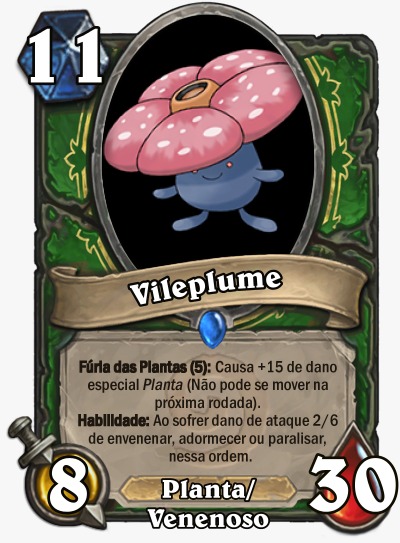 11
Vileplume
Fúria das Plantas (5): Causa +15 de dano
especial Planta (Não pode se mover na
próxima rodada).
Habilidade: Ao sofrer dano de ataque 2/6
de envenenar, adormecer ou paralisar,
nessa ordem.
8
Planta/
Venenoso
30